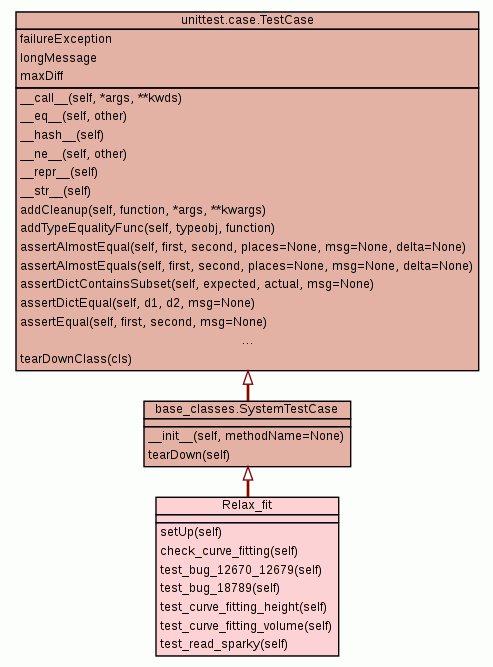 unittest.case.TestCase
failureException
longMessage
maxDiff
__call__(self, *args, **kwds)
__eq__(self, other)
__hash__(self)
__ne__(self, other)
__repr__(self)
__str__(self)
addCleanup(self, function, *args, **kwargs)
addTypeEqualityFunc(self, typeobj, function)
assertAlmostEqual(self, first, second, places=None, msg=None, delta=None)
assertAlmostEquals(self, first, second, places=None, msg=None, delta=None)
assertDictContainsSubset(self, expected, actual, msg=None)
assertDictEqual(self, d1, d2, msg=None)
assertEqual(self, first, second, msg=None)
...
tearDownClass(cls)
base_classes.SystemTestCase
__init__(self, methodName=None)
tearDown(self)
Relax_fit
setUp(self)
check_curve_fitting(self)
test_bug_12670_12679(self)
test_bug_18789(self)
test_curve_fitting_height(self)
test_curve_fitting_volume(self)
test_read_sparky(self)